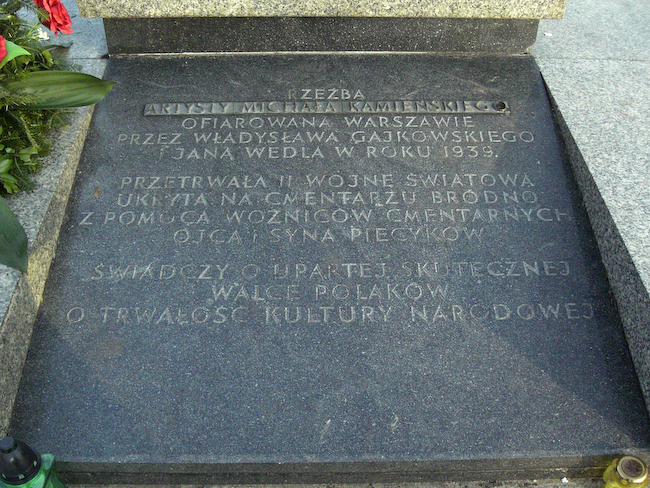 RZEŹBA
ARTYSTY MICHAŁA KAMIEŃSKIEGO
OFIAROWANA WARSZAWIE
PRZEZ WŁADYSŁAWA GAJKOWSKIEGO
I JANA WEDLA W ROKU 1939.
PRZETRWAŁA II WOJNĘ ŚWIATOWĄ
UKRYTA NA CMENTARZU BRÓDNO
Z POMOCĄ WOŹNICÓW CMENTARNYCH
OJCA I SYNA PIECYKÓW
ŚWIADCZY O UPARTEJ SKUTECZNEJ
WALCE POLAKÓW
O TRWAŁOŚĆ KULTURY NARODOWEJ